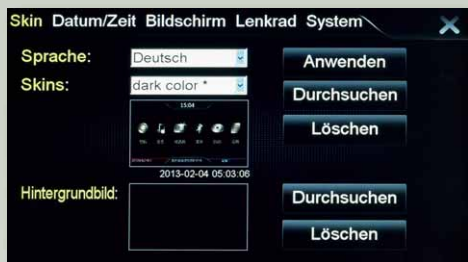 Skin Datum/Zeit Bildschirm Lenkrad System
Sprache: Deutsch Anwenden
Skins: dark color * Durchsuchen
15:04
Löschen
2013-02-04 05:03:06
Hintergrundbild: Durchsuchen
Löschen